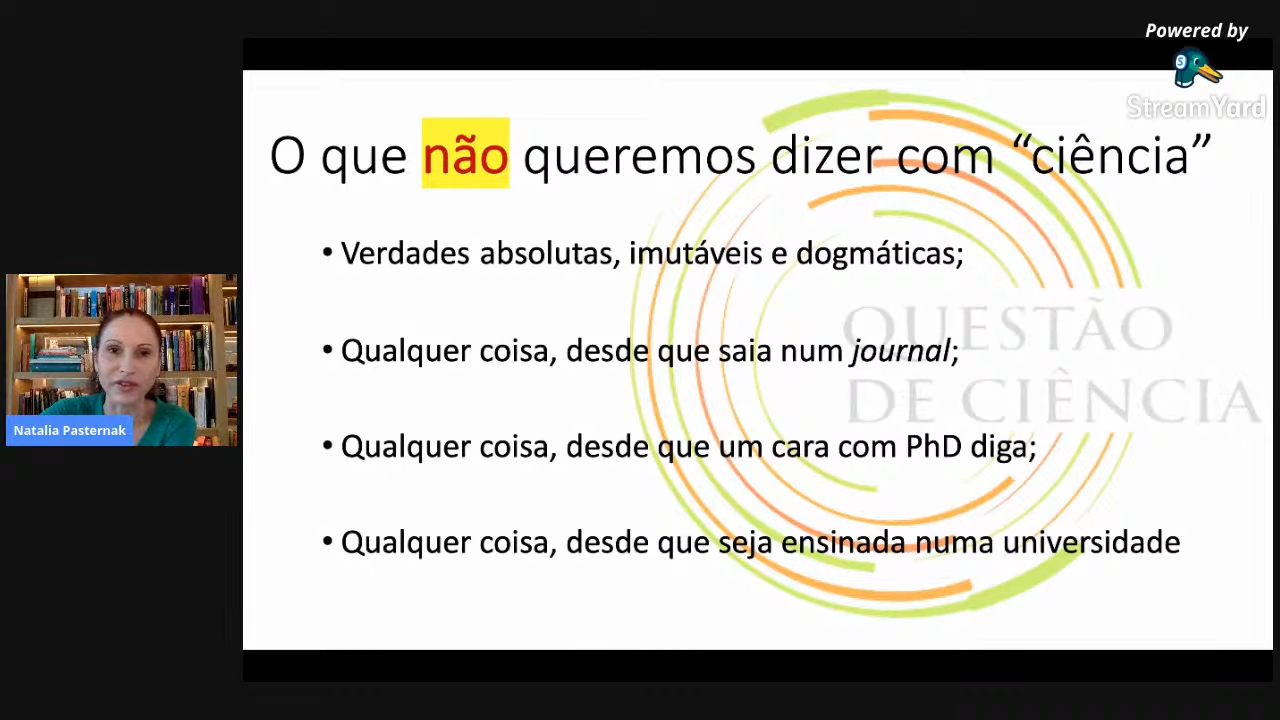 Powered by
StreamYard
O que não queremos dizer com “ciência”
• Verdades absolutas, imutáveis e dogmáticas;
• Qualquer coisa, desde que saia num journal;
• Qualquer coisa, desde que um cara com PhD diga;
• Qualquer coisa, desde que seja ensinada numa universidade
QUESTÃO
DE CIÊNCIA
Natalia Pasternak